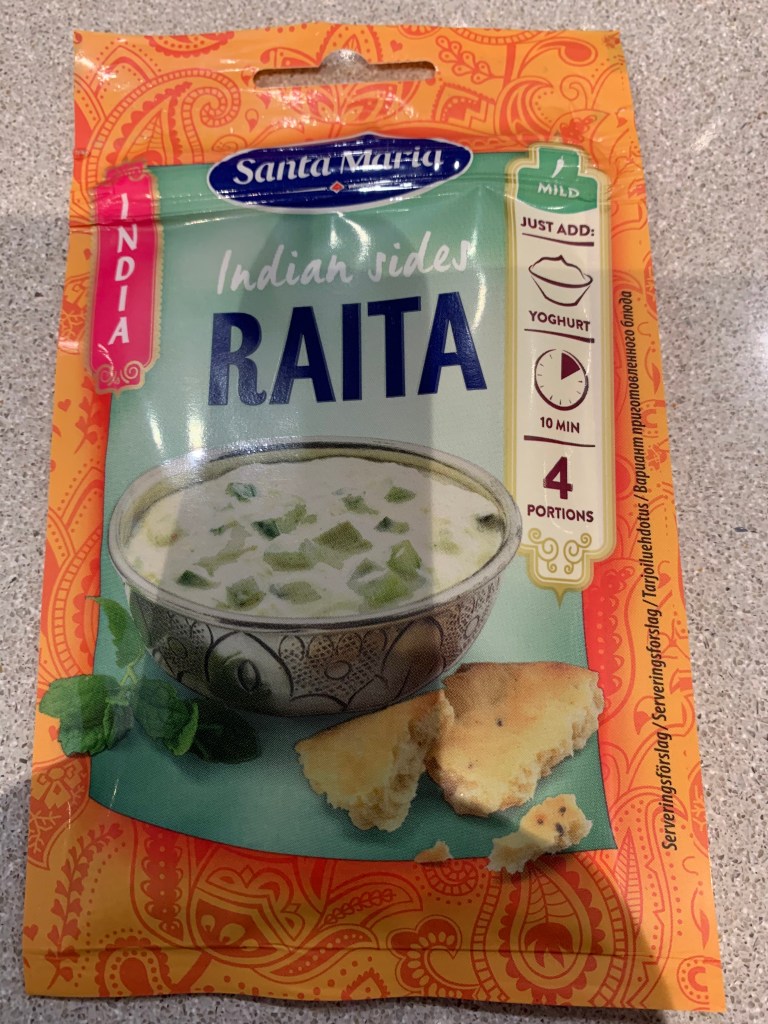 Santa Maria
INDIA
Indian sides
RAITA
MILD
JUST ADD:
YOGHURT
10 MIN
4
PORTIONS
Serveringsförslag / Serveringsforslag / Tarjoiluehdotus / Вариант приготовленного блюда